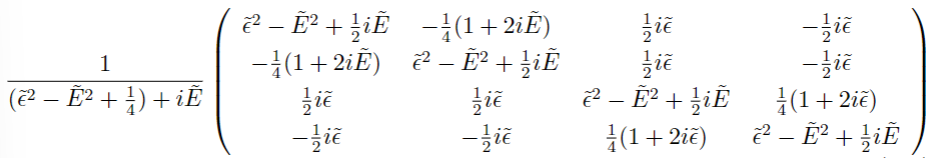 1/((ε̃² − Ẽ² + 1/4) + iẼ)
ε̃² − Ẽ² + ½iẼ  −¼(1 + 2iẼ)  ½iε̃  −½iε̃
−¼(1 + 2iẼ)  ε̃² − Ẽ² + ½iẼ  ½iε̃  −½iε̃
½iε̃  ½iε̃  ε̃² − Ẽ² + ½iẼ  ¼(1 + 2iε̃)
−½iε̃  −½iε̃  ¼(1 + 2iε̃)  ε̃² − Ẽ² + ½iẼ